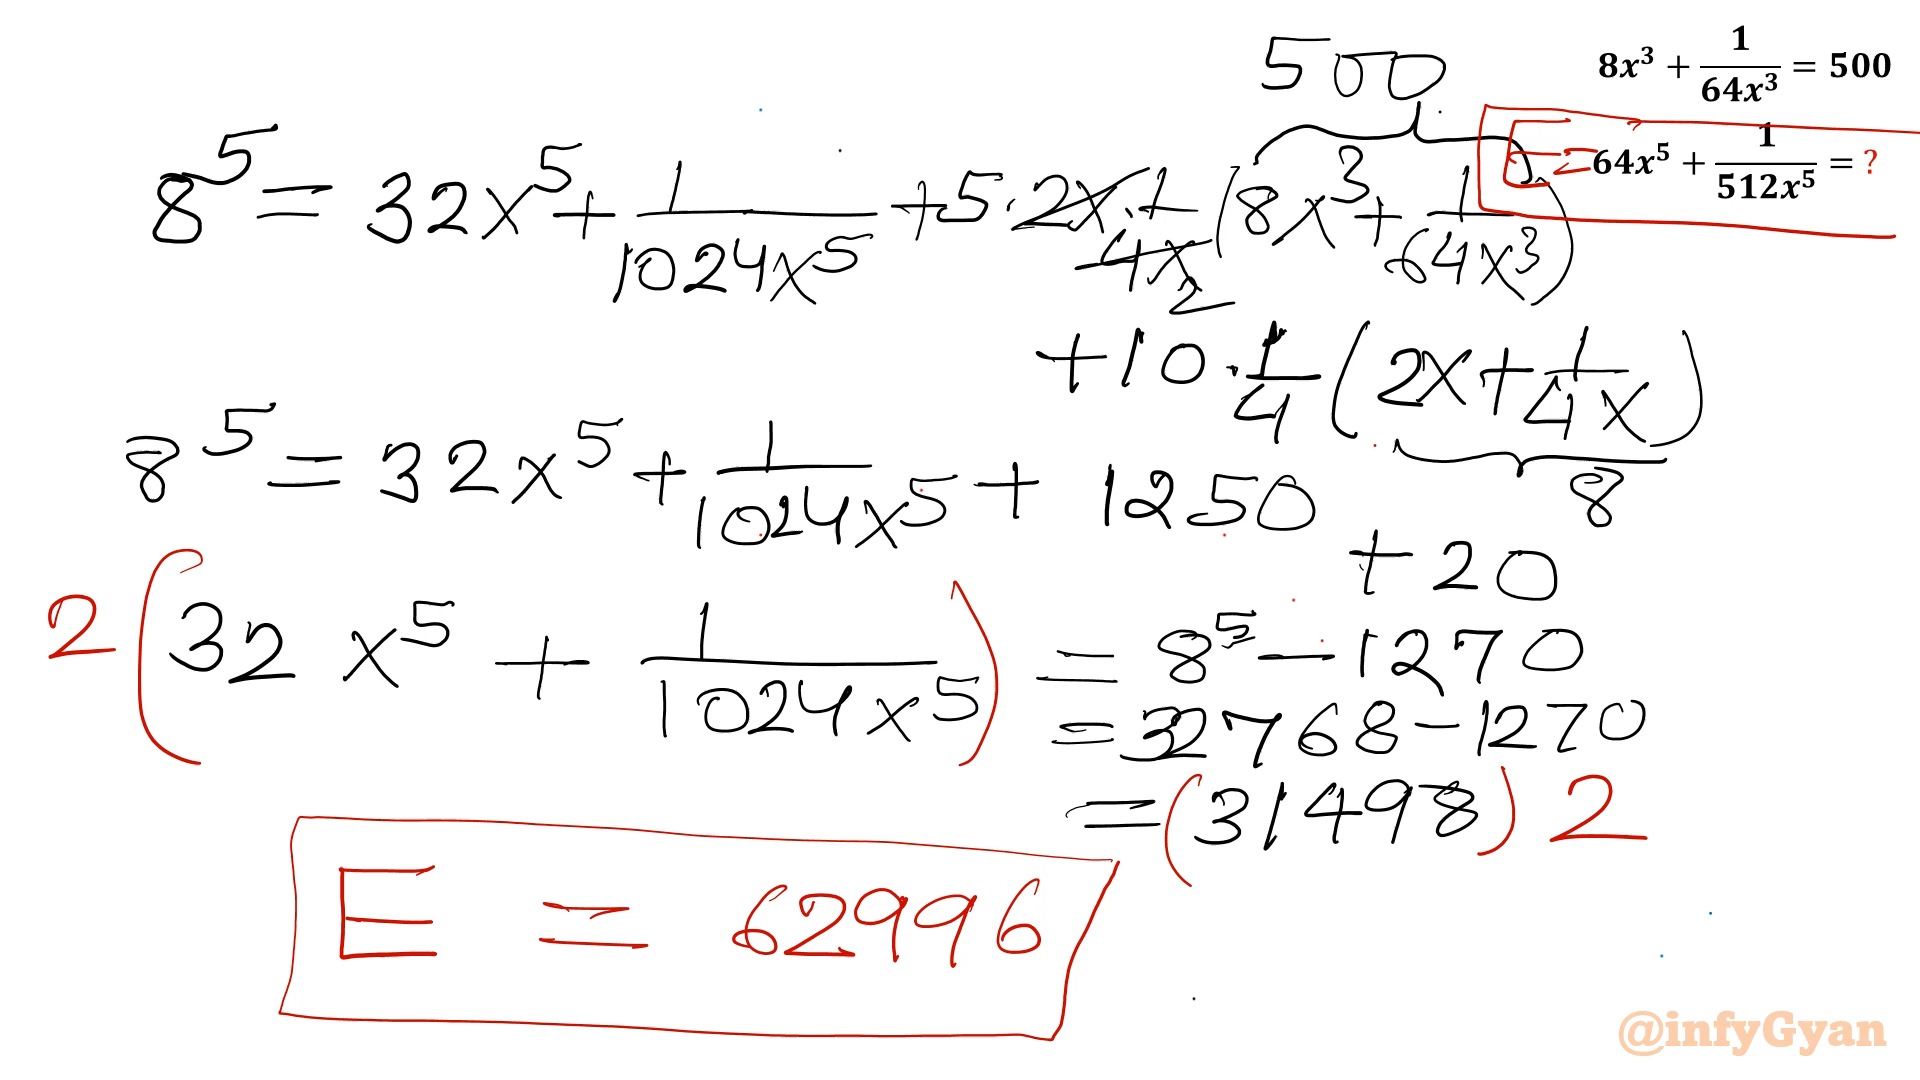 8x³ + 1/64x³ = 500
E = 64x⁵ + 1/512x⁵ = ?
500
8⁵ = 32x⁵ + 1/1024x⁵ + 5·2x·1/4x (8x³ + 1/64x³)
2
+ 10·1/4 (2x + 1/4x)
8
8⁵ = 32x⁵ + 1/1024x⁵ + 1250
+ 20
2 (32x⁵ + 1/1024x⁵) = 8⁵ − 1270
= 32768 − 1270
= (31498) 2
E = 62996
@infyGyan